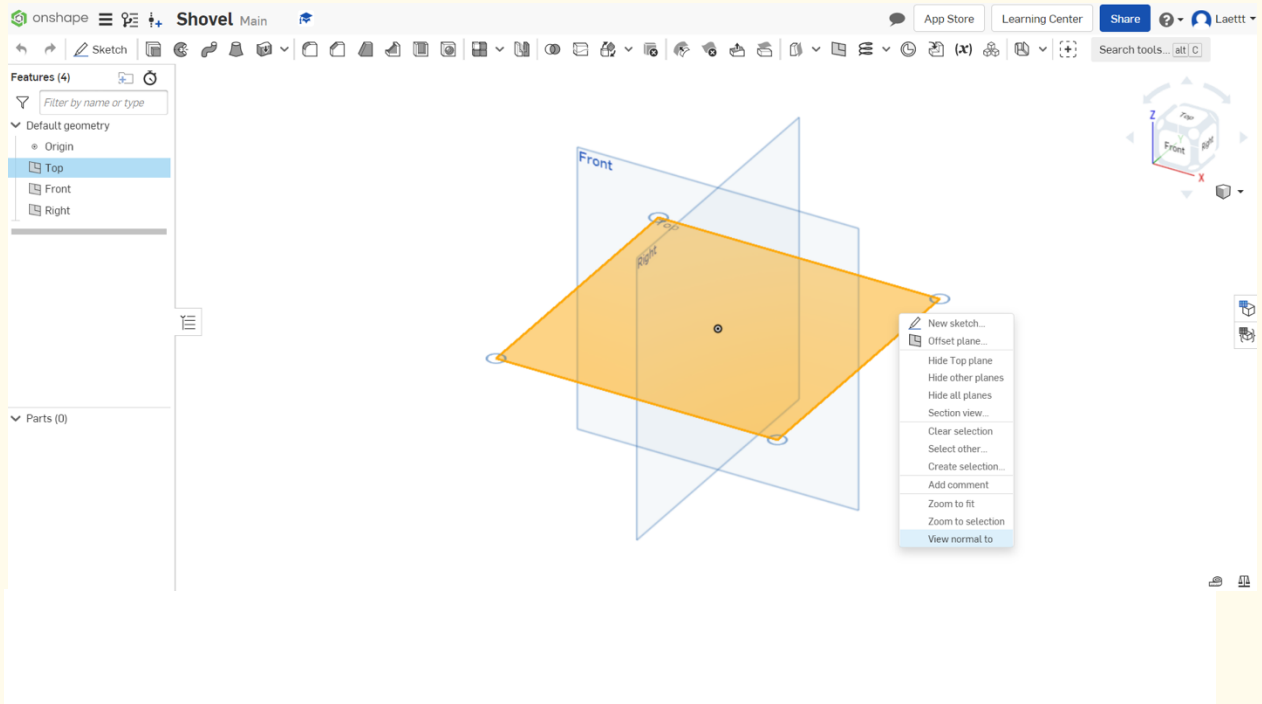 onshape Shovel Main App Store Learning Center Share Laettt
Sketch Search tools... alt C
Features (4)
Filter by name or type
Default geometry
Origin
Top
Front
Right
Parts (0)
Front
Top
Right
Z
Top
Y
Front
Right
X
New sketch...
Offset plane...
Hide Top plane
Hide other planes
Hide all planes
Section view...
Clear selection
Select other...
Create selection...
Add comment
Zoom to fit
Zoom to selection
View normal to